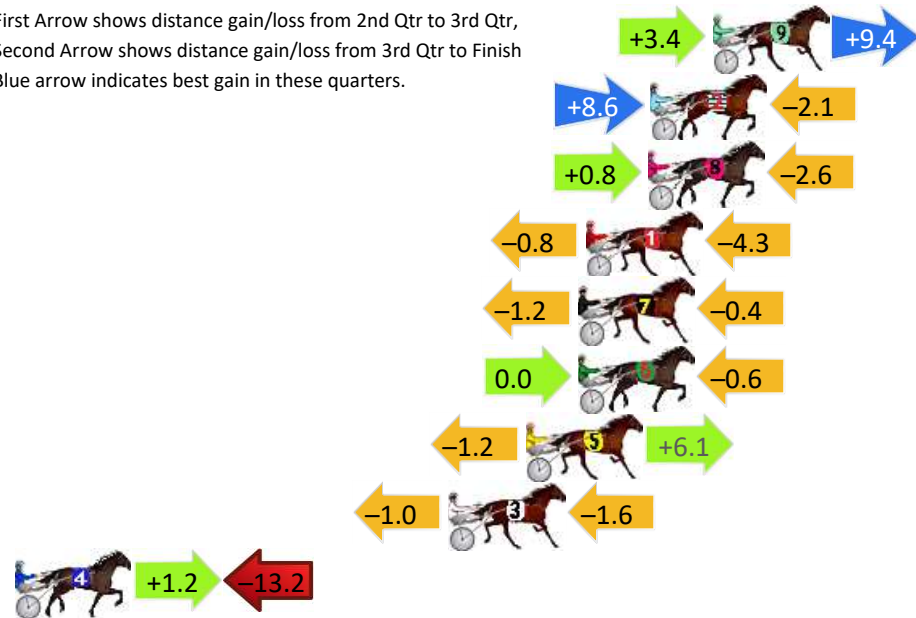 First Arrow shows distance gain/loss from 2nd Qtr to 3rd Qtr,
Second Arrow shows distance gain/loss from 3rd Qtr to Finish
Blue arrow indicates best gain in these quarters.
+3.4 9 +9.4
+8.6 2 –2.1
+0.8 8 –2.6
–0.8 1 –4.3
–1.2 7 –0.4
0.0 6 –0.6
–1.2 5 +6.1
–1.0 3 –1.6
4 +1.2 –13.2